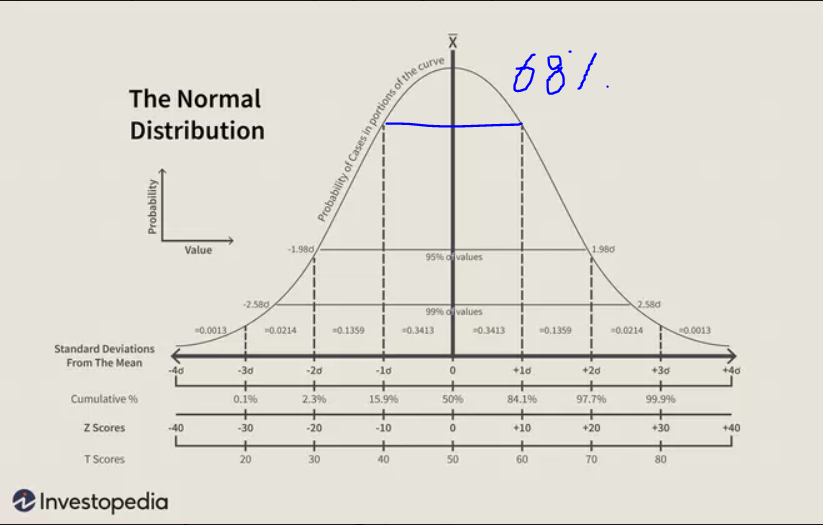 X̅
68%.
The Normal
Distribution
Probability of Cases in portions of the curve
Probability
Value
-1.98σ
1.98σ
95% of values
-2.58σ
2.58σ
99% of values
=0.0013 =0.0214 =0.1359 =0.3413 =0.3413 =0.1359 =0.0214 =0.0013
Standard Deviations
From The Mean
-4σ -3σ -2σ -1σ 0 +1σ +2σ +3σ +4σ
Cumulative % 0.1% 2.3% 15.9% 50% 84.1% 97.7% 99.9%
Z Scores -40 -30 -20 -10 0 +10 +20 +30 +40
T Scores 20 30 40 50 60 70 80
Investopedia